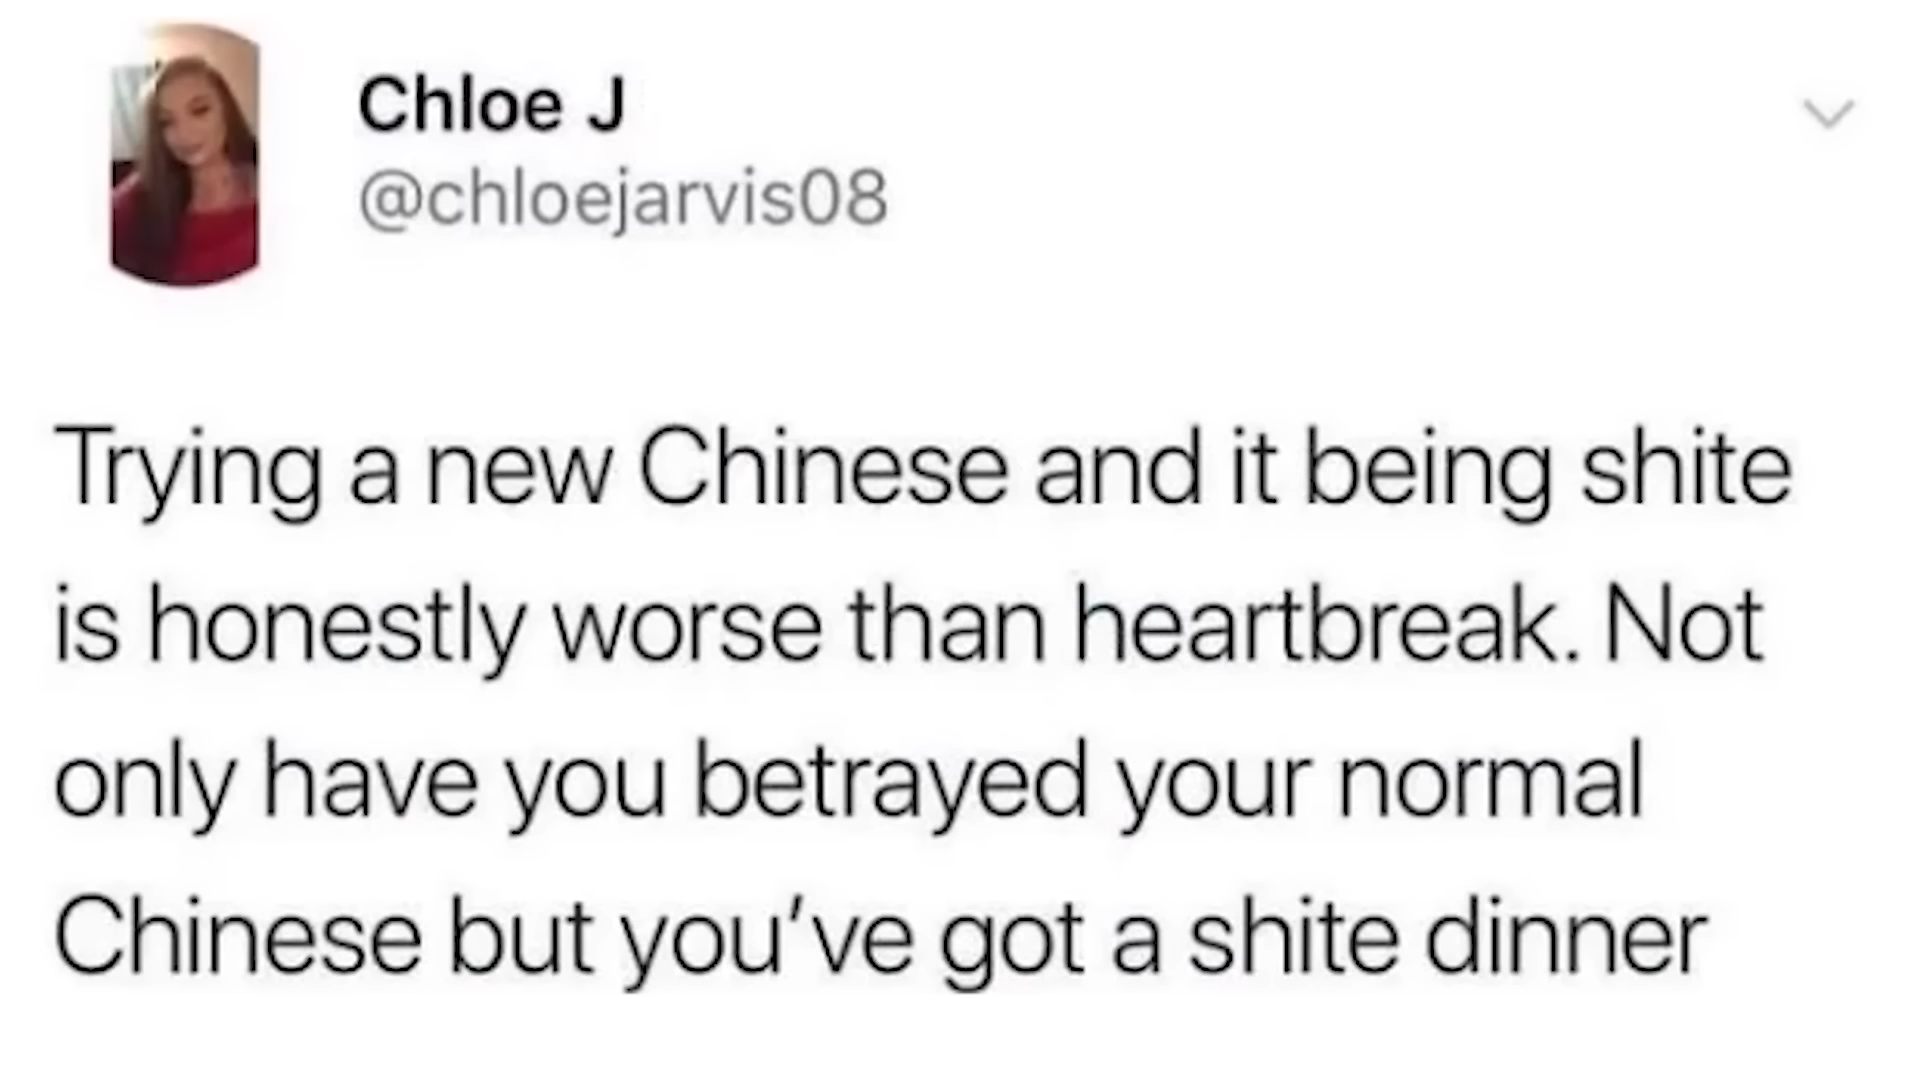 Chloe J
@chloejarvis08
Trying a new Chinese and it being shite
is honestly worse than heartbreak. Not
only have you betrayed your normal
Chinese but you've got a shite dinner